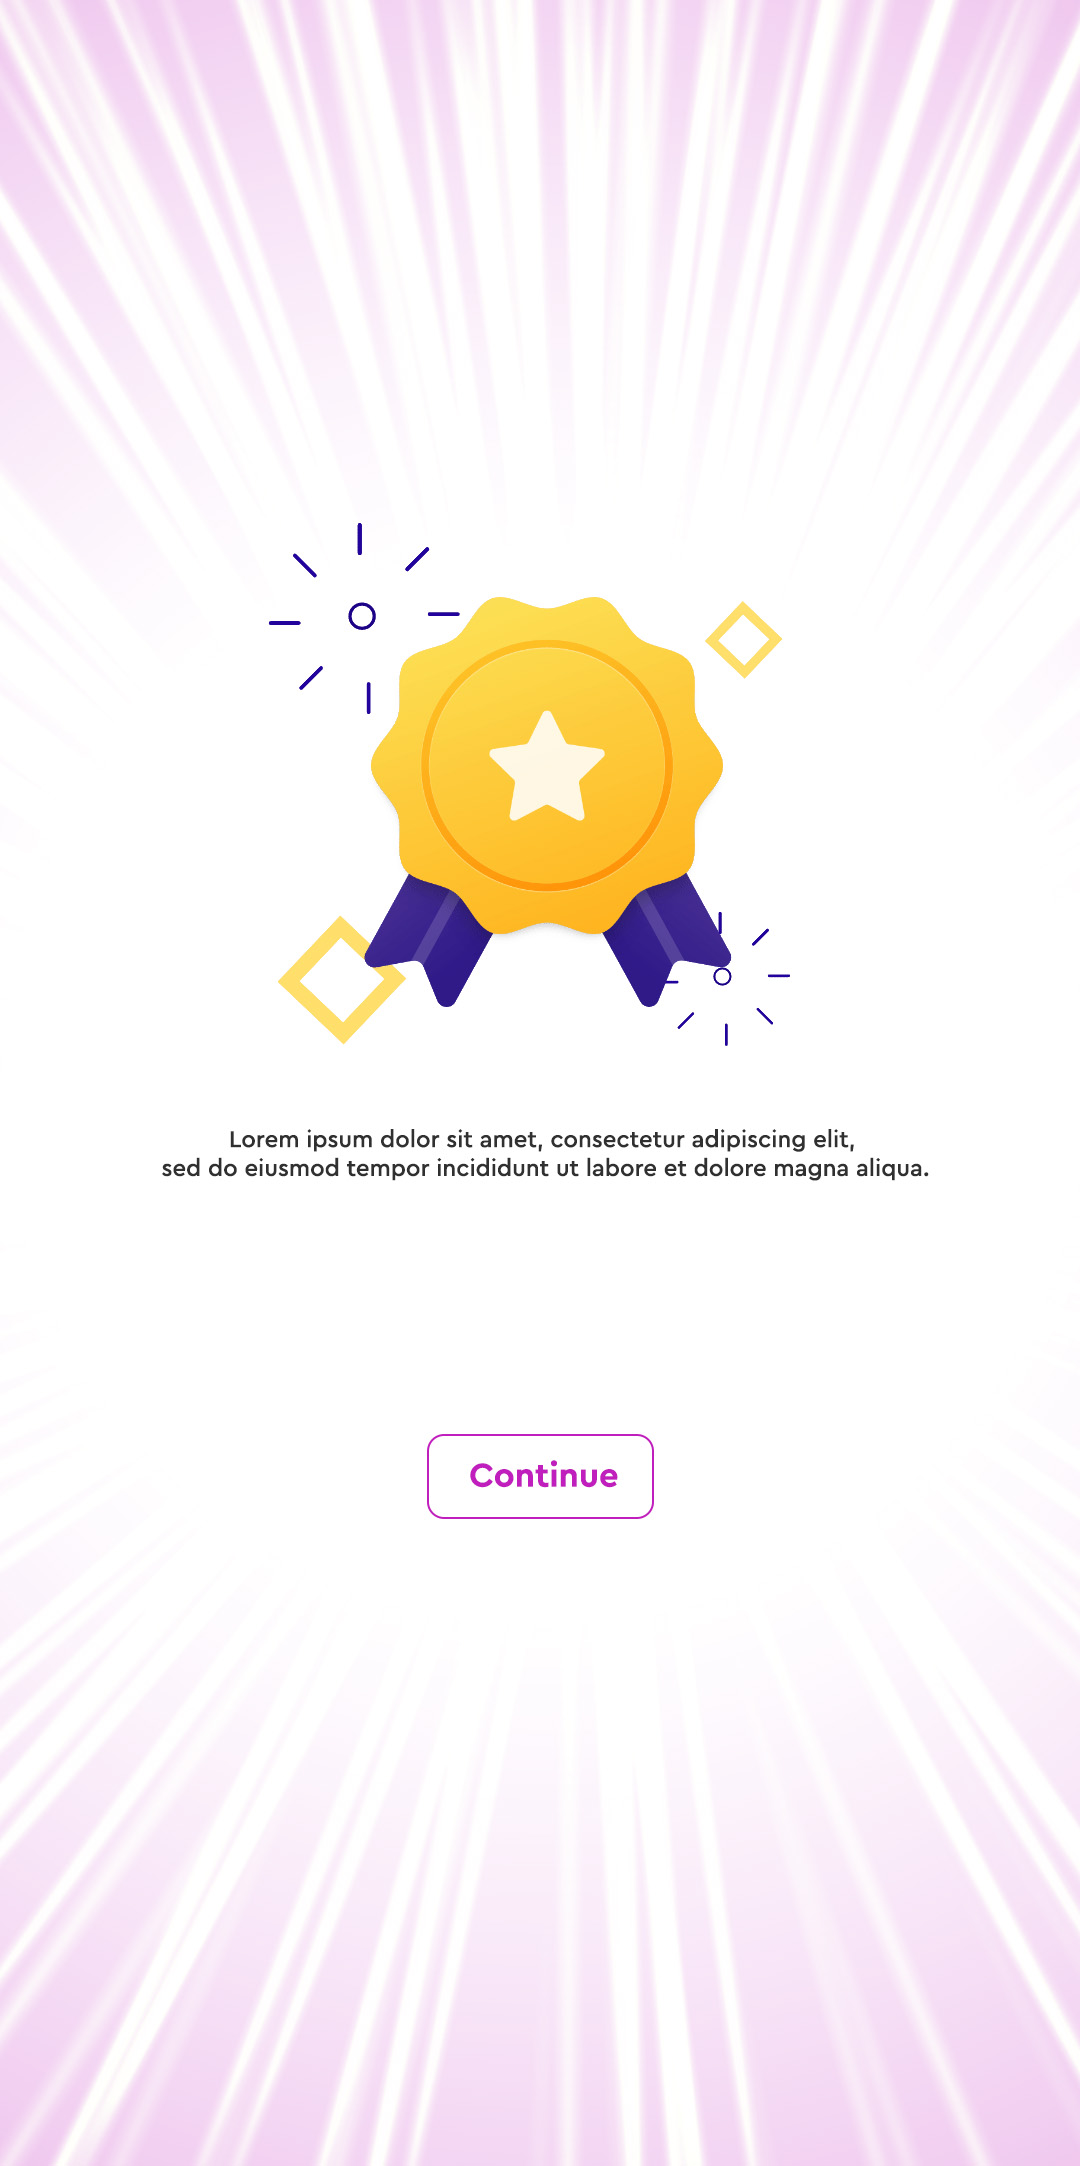 Lorem ipsum dolor sit amet, consectetur adipiscing elit,
sed do eiusmod tempor incididunt ut labore et dolore magna aliqua.
Continue